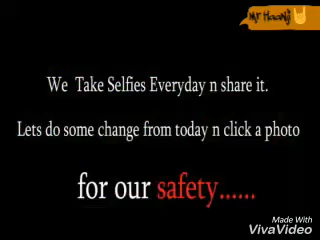 Mr Haanji
We Take Selfies Everyday n share it.
Lets do some change from today n click a photo
for our safety......
Made With
VivaVideo